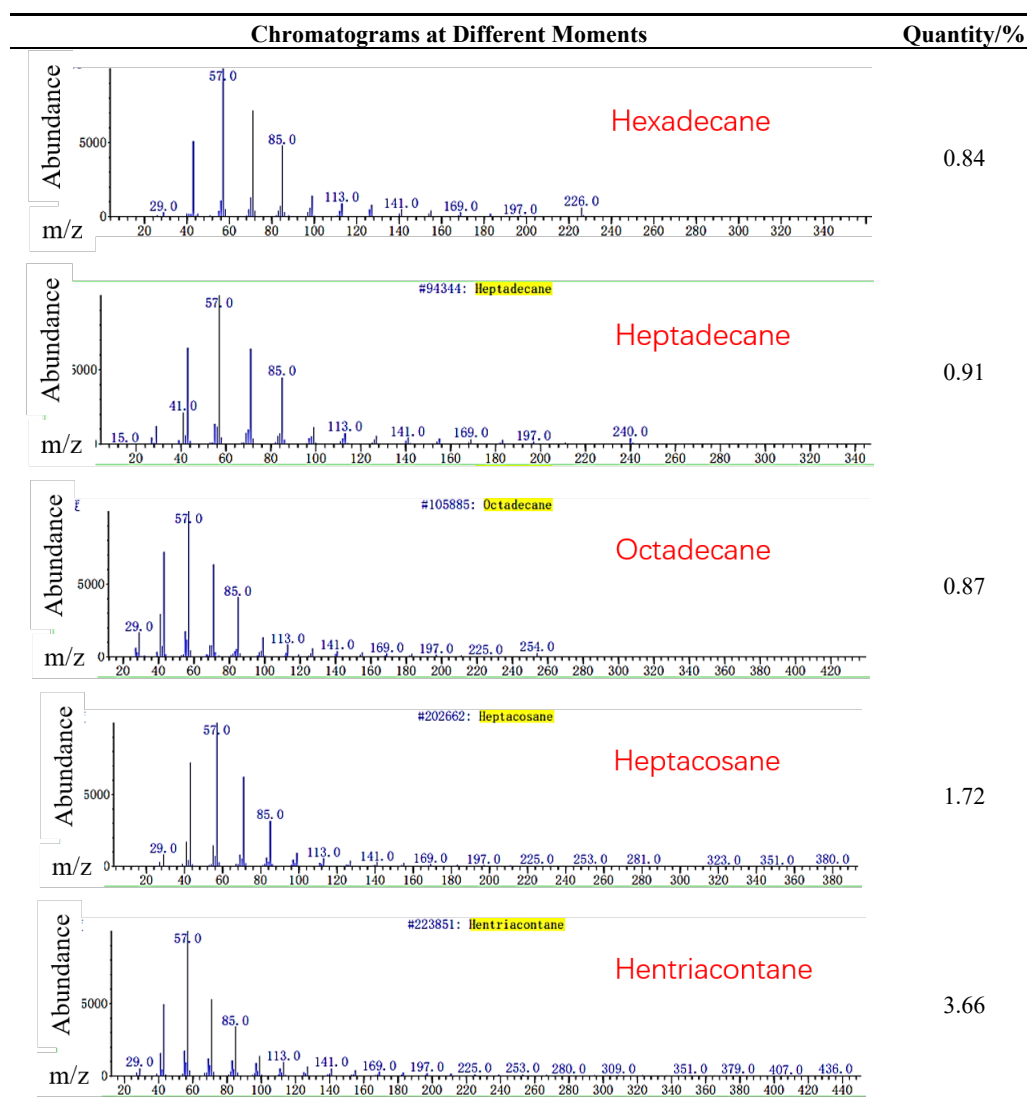 Chromatograms at Different Moments Quantity/%
Abundance
57.0
Hexadecane
5000
85.0
0.84
29.0 113.0 141.0 169.0 197.0 226.0
0
m/z
20 40 60 80 100 120 140 160 180 200 220 240 260 280 300 320 340
#94344: Heptadecane
Abundance
57.0
Heptadecane
5000
85.0
0.91
41.0
15.0 113.0 141.0 169.0 197.0 240.0
m/z
20 40 60 80 100 120 140 160 180 200 220 240 260 280 300 320 340
#105885: Octadecane
Abundance
57.0
Octadecane
5000
85.0
0.87
29.0 113.0 141.0 169.0 197.0 225.0 254.0
0
m/z
20 40 60 80 100 120 140 160 180 200 220 240 260 280 300 320 340 360 380 400 420
#202662: Heptacosane
Abundance
57.0
Heptacosane
5000
85.0
1.72
29.0 113.0 141.0 169.0 197.0 225.0 253.0 281.0 323.0 351.0 380.0
0
m/z
20 40 60 80 100 120 140 160 180 200 220 240 260 280 300 320 340 360 380
#223851: Hentriacontane
Abundance
57.0
Hentriacontane
5000
85.0
3.66
29.0 113.0 141.0 169.0 197.0 225.0 253.0 280.0 309.0 351.0 379.0 407.0 436.0
0
m/z
20 40 60 80 100 120 140 160 180 200 220 240 260 280 300 320 340 360 380 400 420 440